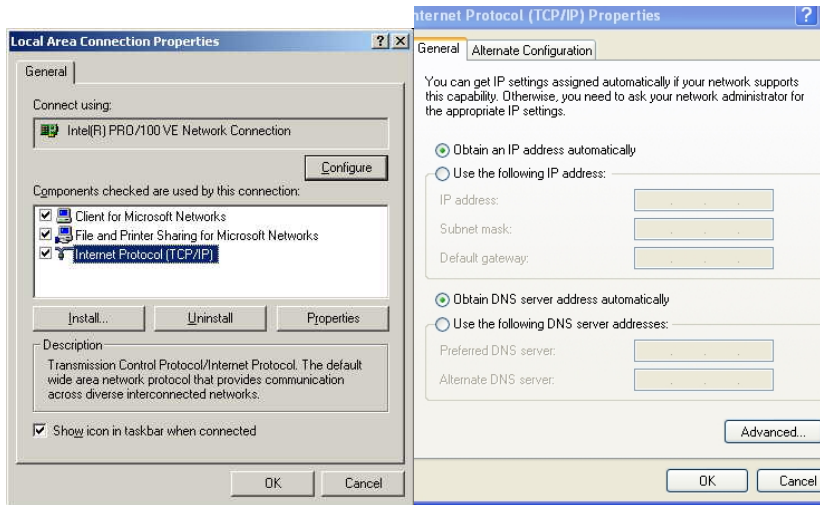 Local Area Connection Properties
? X
General
Connect using:
Intel(R) PRO/100 VE Network Connection
Configure
Components checked are used by this connection:
Client for Microsoft Networks
File and Printer Sharing for Microsoft Networks
Internet Protocol (TCP/IP)
Install...
Uninstall
Properties
Description
Transmission Control Protocol/Internet Protocol. The default
wide area network protocol that provides communication
across diverse interconnected networks.
Show icon in taskbar when connected
OK
Cancel
nternet Protocol (TCP/IP) Properties
?
General
Alternate Configuration
You can get IP settings assigned automatically if your network supports
this capability. Otherwise, you need to ask your network administrator for
the appropriate IP settings.
Obtain an IP address automatically
Use the following IP address:
IP address:
Subnet mask:
Default gateway:
Obtain DNS server address automatically
Use the following DNS server addresses:
Preferred DNS server:
Alternate DNS server:
Advanced...
OK
Cancel